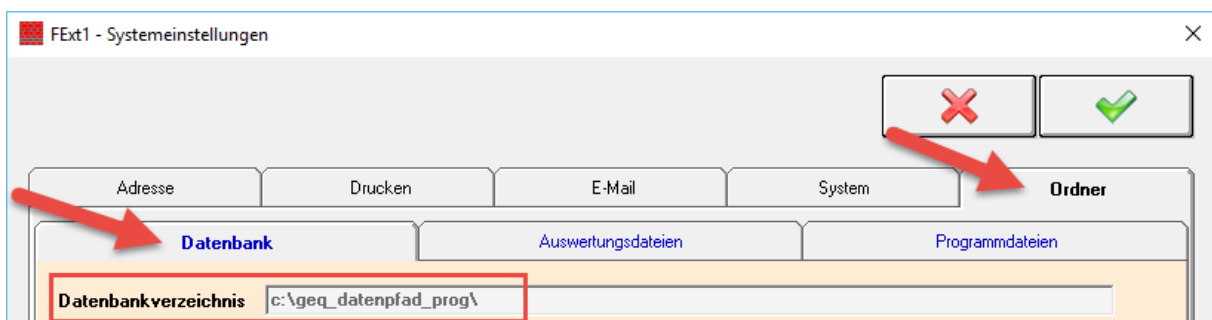 FExt1 - Systemeinstellungen
Adresse Drucken E-Mail System Ordner
Datenbank Auswertungsdateien Programmdateien
Datenbankverzeichnis c:\geq_datenpfad_prog\